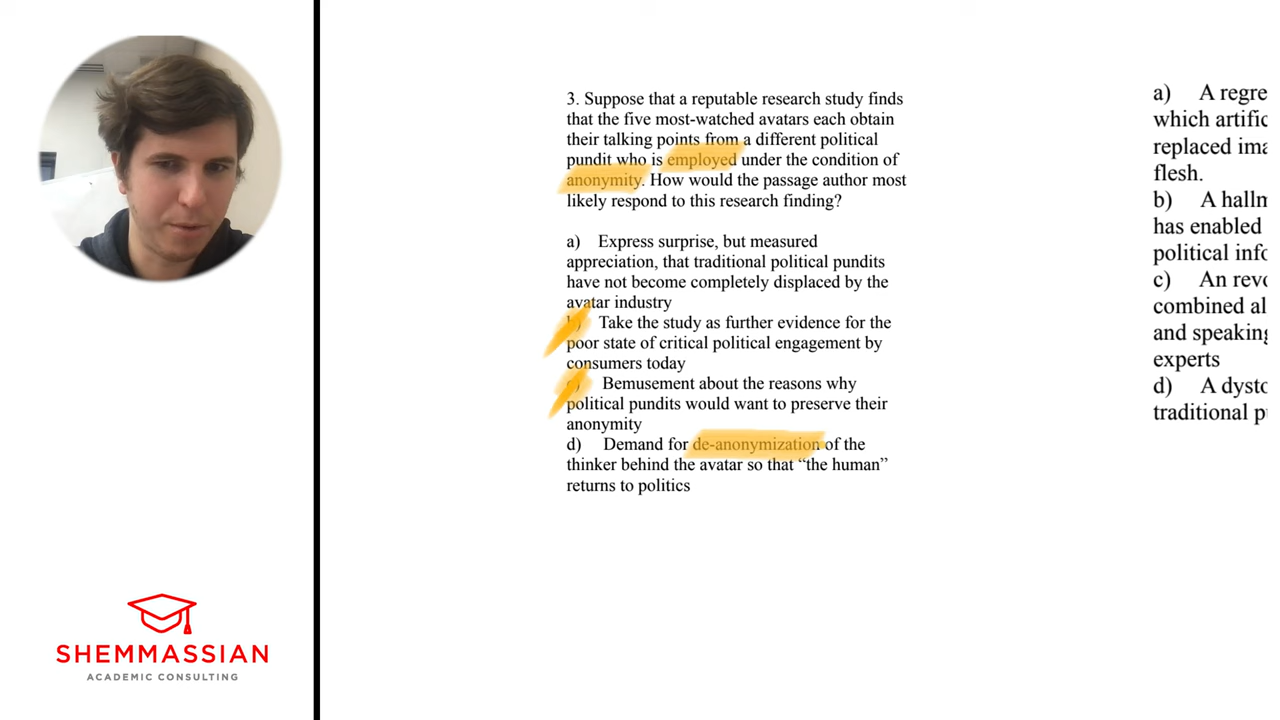 3. Suppose that a reputable research study finds
that the five most-watched avatars each obtain
their talking points from a different political
pundit who is employed under the condition of
anonymity. How would the passage author most
likely respond to this research finding?
a) Express surprise, but measured
appreciation, that traditional political pundits
have not become completely displaced by the
avatar industry
b) Take the study as further evidence for the
poor state of critical political engagement by
consumers today
c) Bemusement about the reasons why
political pundits would want to preserve their
anonymity
d) Demand for de-anonymization of the
thinker behind the avatar so that “the human”
returns to politics
a) A regre
which artific
replaced ima
flesh.
b) A hallm
has enabled
political info
c) An revo
combined al
and speaking
experts
d) A dysto
traditional p
SHEMMASSIAN
ACADEMIC CONSULTING